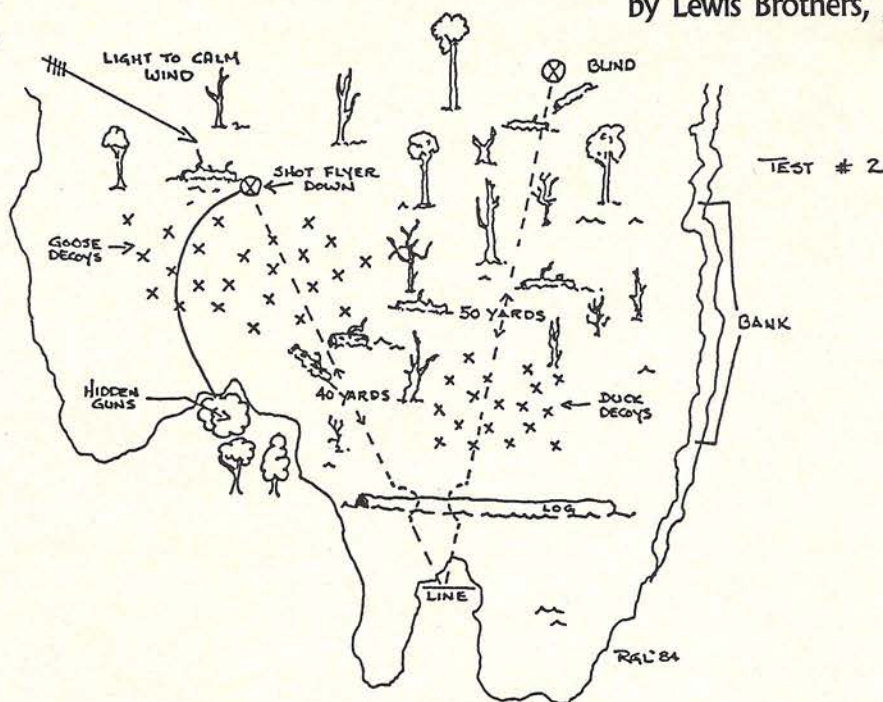 by Lewis Brothers,
LIGHT TO CALM
WIND
BLIND
SHOT FLYER
DOWN
TEST # 2
GOOSE
DECOYS
50 YARDS
BANK
HIDDEN
GUNS
40 YARDS
DUCK
DECOYS
LOG
LINE
RGL'84